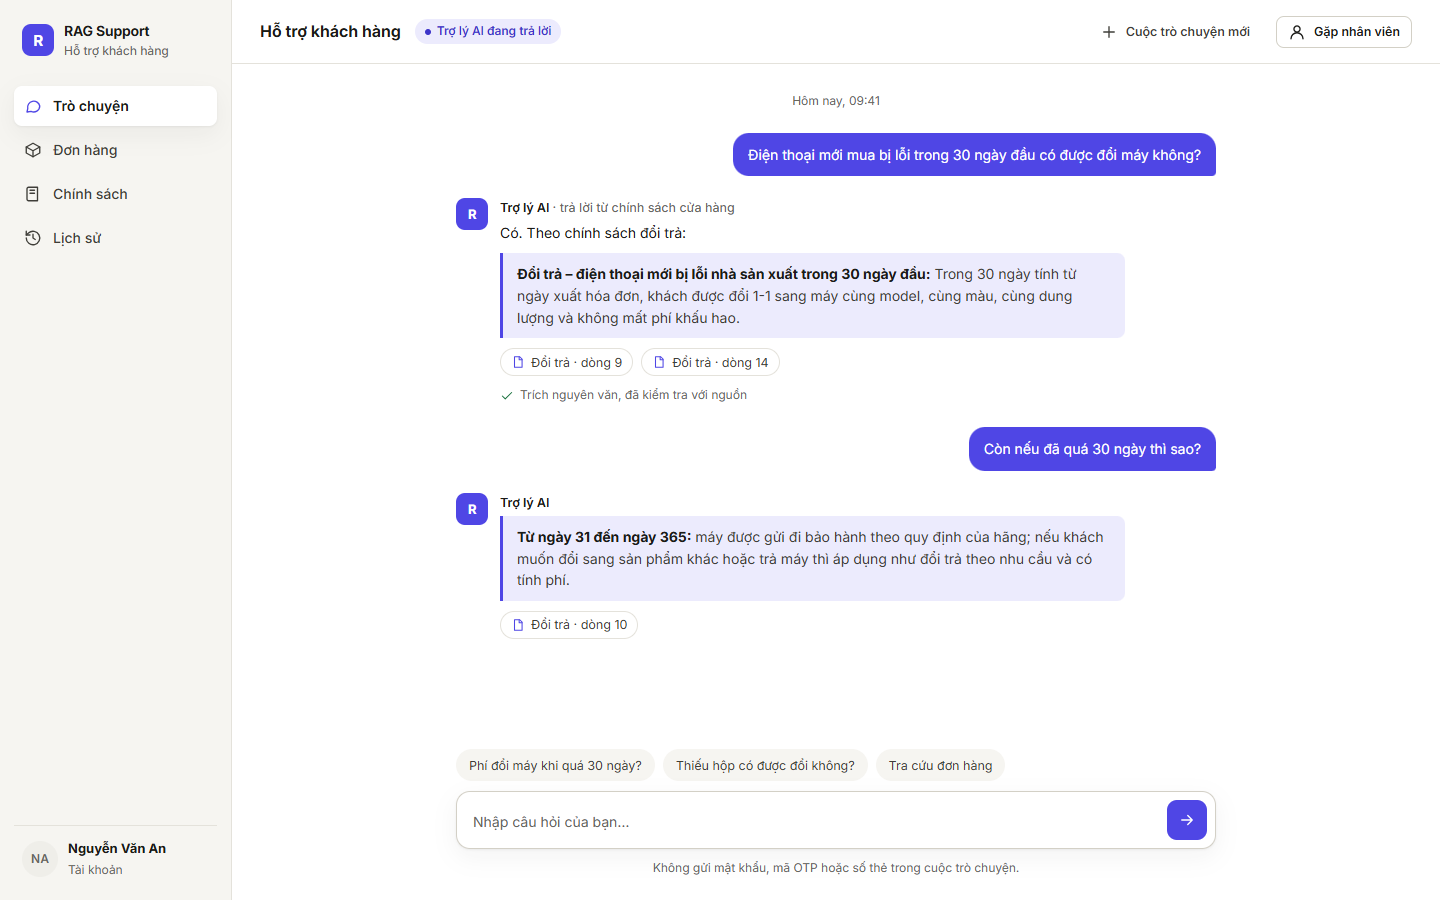 R
RAG Support
Hỗ trợ khách hàng
Trò chuyện
Đơn hàng
Chính sách
Lịch sử
NA
Nguyễn Văn An
Tài khoản
Hỗ trợ khách hàng
Trợ lý AI đang trả lời
Cuộc trò chuyện mới
Gặp nhân viên
Hôm nay, 09:41
Điện thoại mới mua bị lỗi trong 30 ngày đầu có được đổi máy không?
R
Trợ lý AI · trả lời từ chính sách cửa hàng
Có. Theo chính sách đổi trả:
Đổi trả – điện thoại mới bị lỗi nhà sản xuất trong 30 ngày đầu: Trong 30 ngày tính từ
ngày xuất hóa đơn, khách được đổi 1-1 sang máy cùng model, cùng màu, cùng dung
lượng và không mất phí khấu hao.
Đổi trả · dòng 9
Đổi trả · dòng 14
Trích nguyên văn, đã kiểm tra với nguồn
Còn nếu đã quá 30 ngày thì sao?
R
Trợ lý AI
Từ ngày 31 đến ngày 365: máy được gửi đi bảo hành theo quy định của hãng; nếu khách
muốn đổi sang sản phẩm khác hoặc trả máy thì áp dụng như đổi trả theo nhu cầu và có
tính phí.
Đổi trả · dòng 10
Phí đổi máy khi quá 30 ngày?
Thiếu hộp có được đổi không?
Tra cứu đơn hàng
Nhập câu hỏi của bạn...
Không gửi mật khẩu, mã OTP hoặc số thẻ trong cuộc trò chuyện.